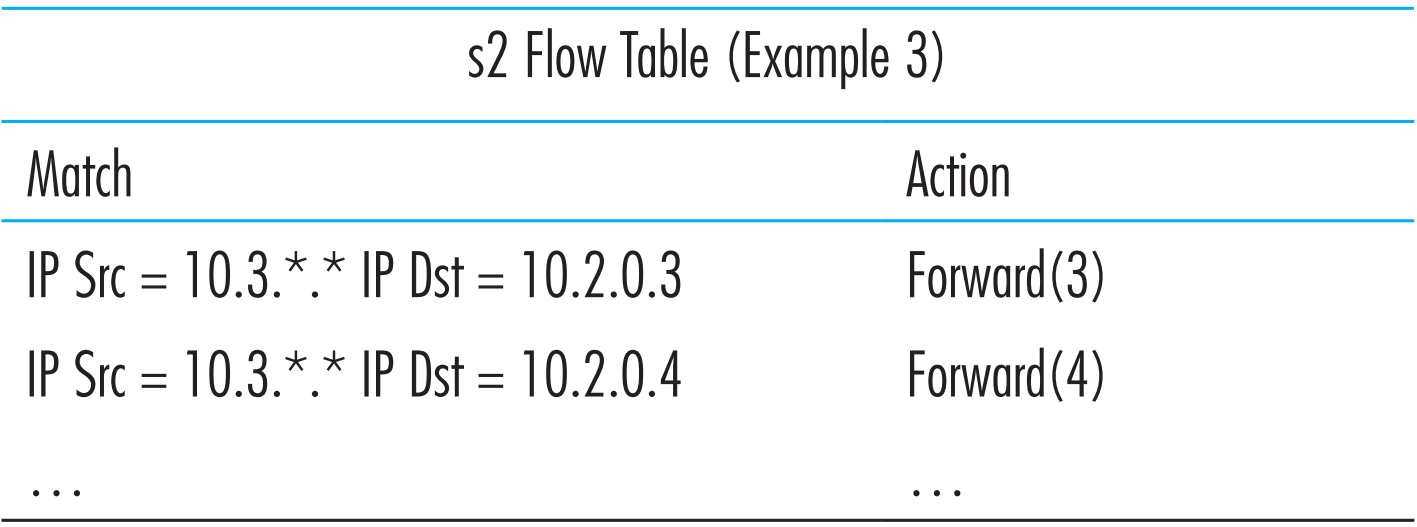 s2 Flow Table (Example 3)
Match Action
IP Src = 10.3.*.* IP Dst = 10.2.0.3 Forward(3)
IP Src = 10.3.*.* IP Dst = 10.2.0.4 Forward(4)
... ...